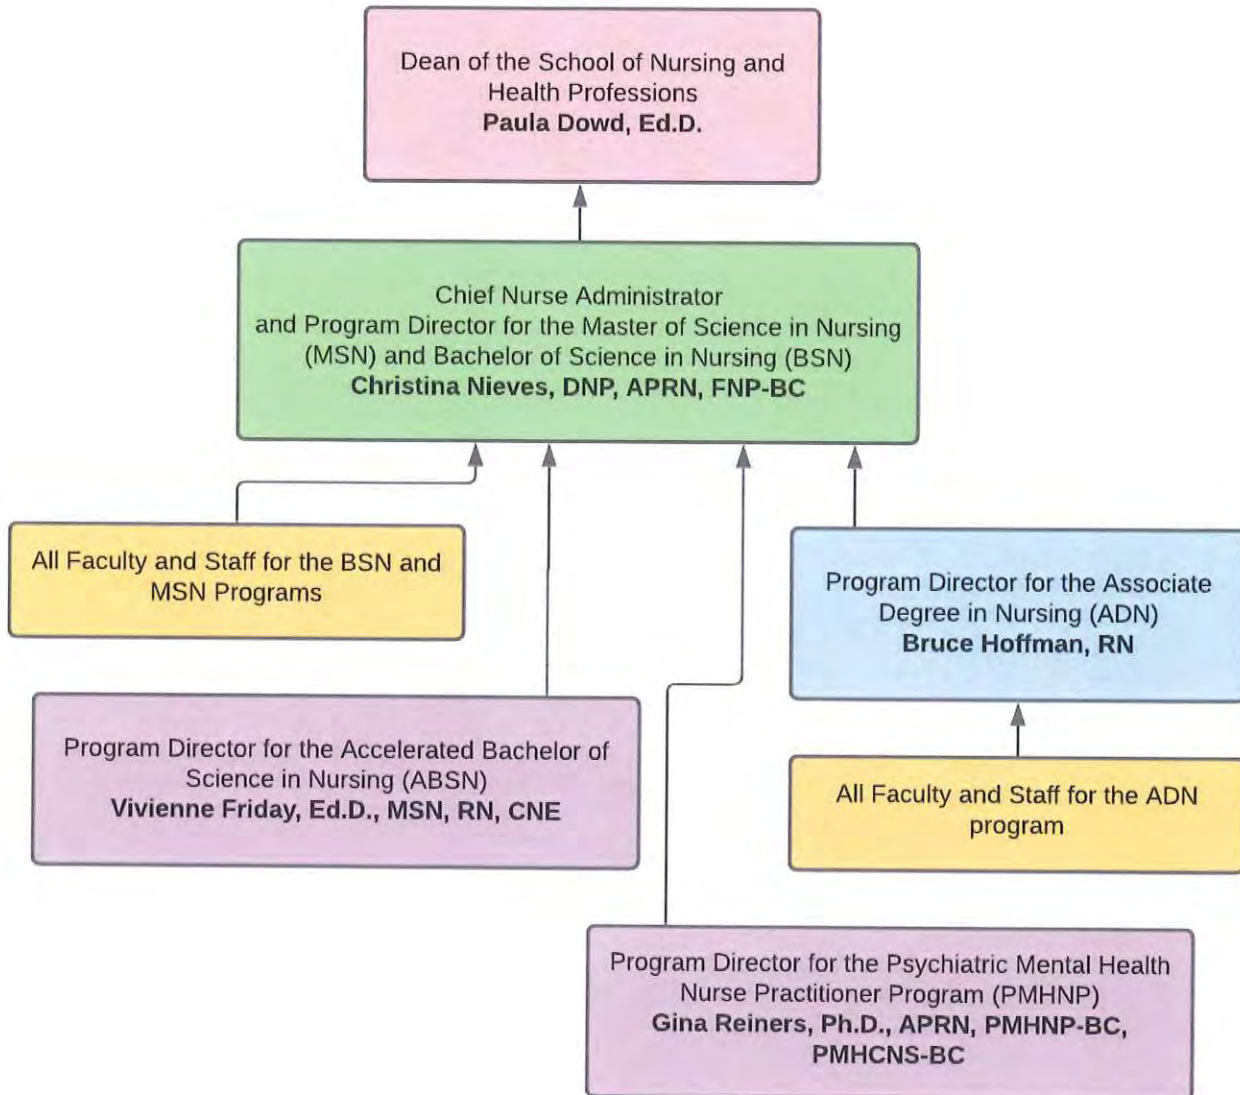 Dean of the School of Nursing and
Health Professions
Paula Dowd, Ed.D.
Chief Nurse Administrator
and Program Director for the Master of Science in Nursing
(MSN) and Bachelor of Science in Nursing (BSN)
Christina Nieves, DNP, APRN, FNP-BC
All Faculty and Staff for the BSN and
MSN Programs
Program Director for the Associate
Degree in Nursing (ADN)
Bruce Hoffman, RN
Program Director for the Accelerated Bachelor of
Science in Nursing (ABSN)
Vivienne Friday, Ed.D., MSN, RN, CNE
All Faculty and Staff for the ADN
program
Program Director for the Psychiatric Mental Health
Nurse Practitioner Program (PMHNP)
Gina Reiners, Ph.D., APRN, PMHNP-BC,
PMHCNS-BC